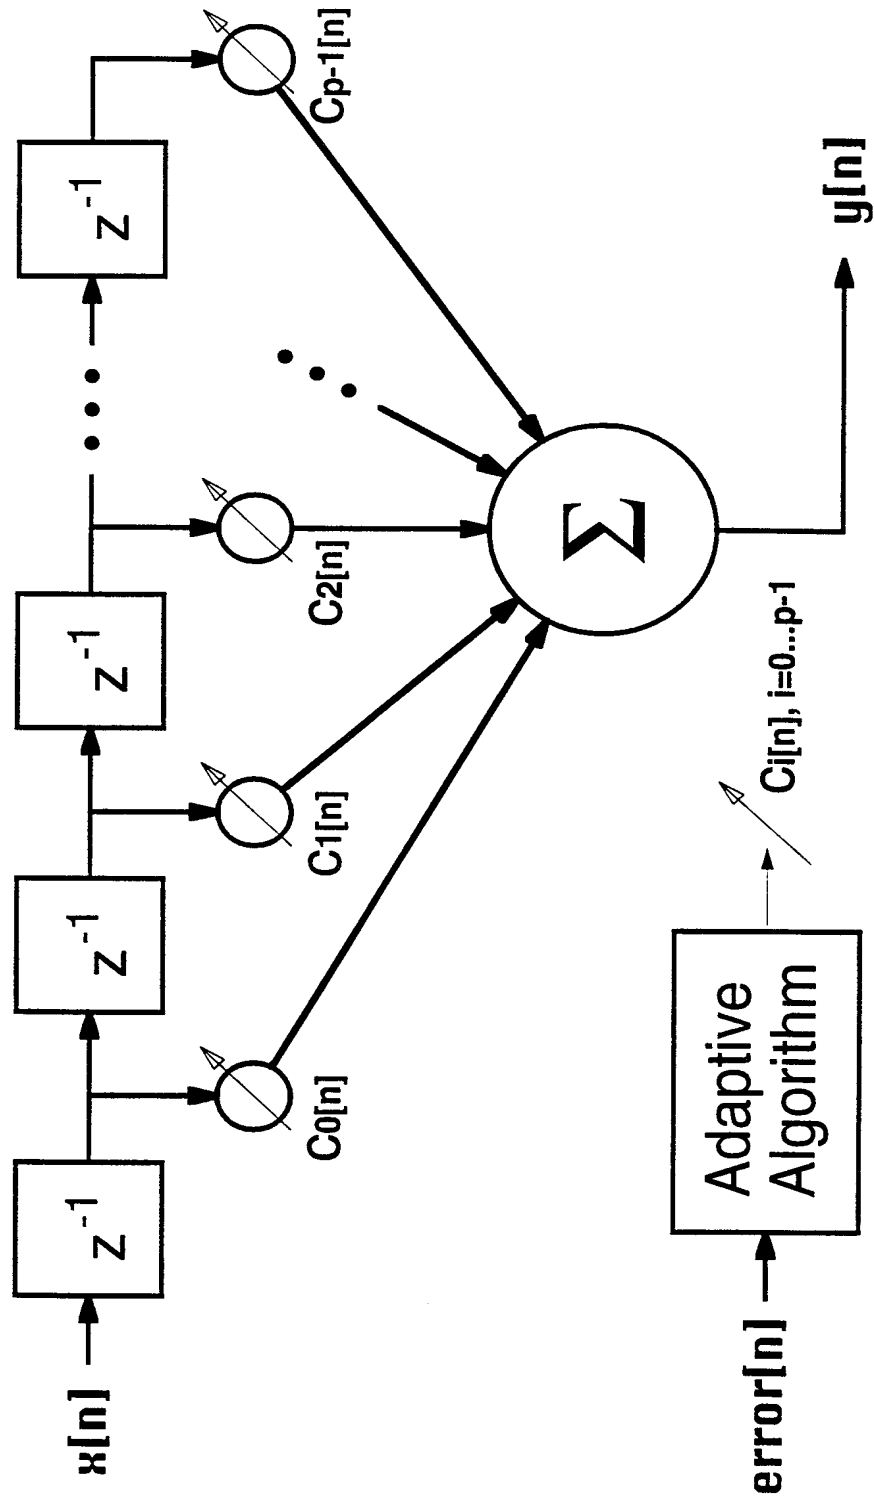 x[n]
z-1
z-1
z-1
z-1
C0[n]
C1[n]
C2[n]
Cp-1[n]
Σ
y[n]
error[n]
Adaptive
Algorithm
Ci[n], i=0...p-1